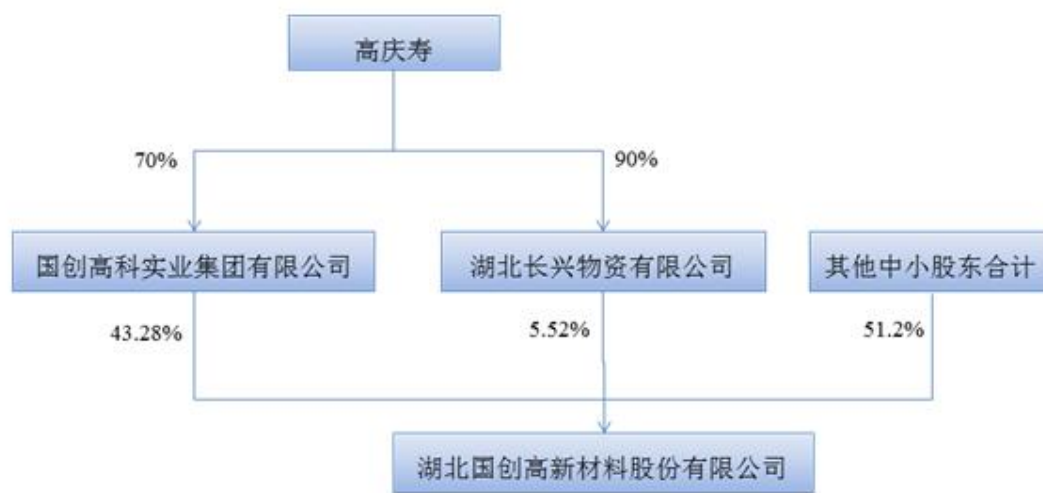 高庆寿
70%
90%
国创高科实业集团有限公司
湖北长兴物资有限公司
其他中小股东合计
43.28%
5.52%
51.2%
湖北国创高新材料股份有限公司